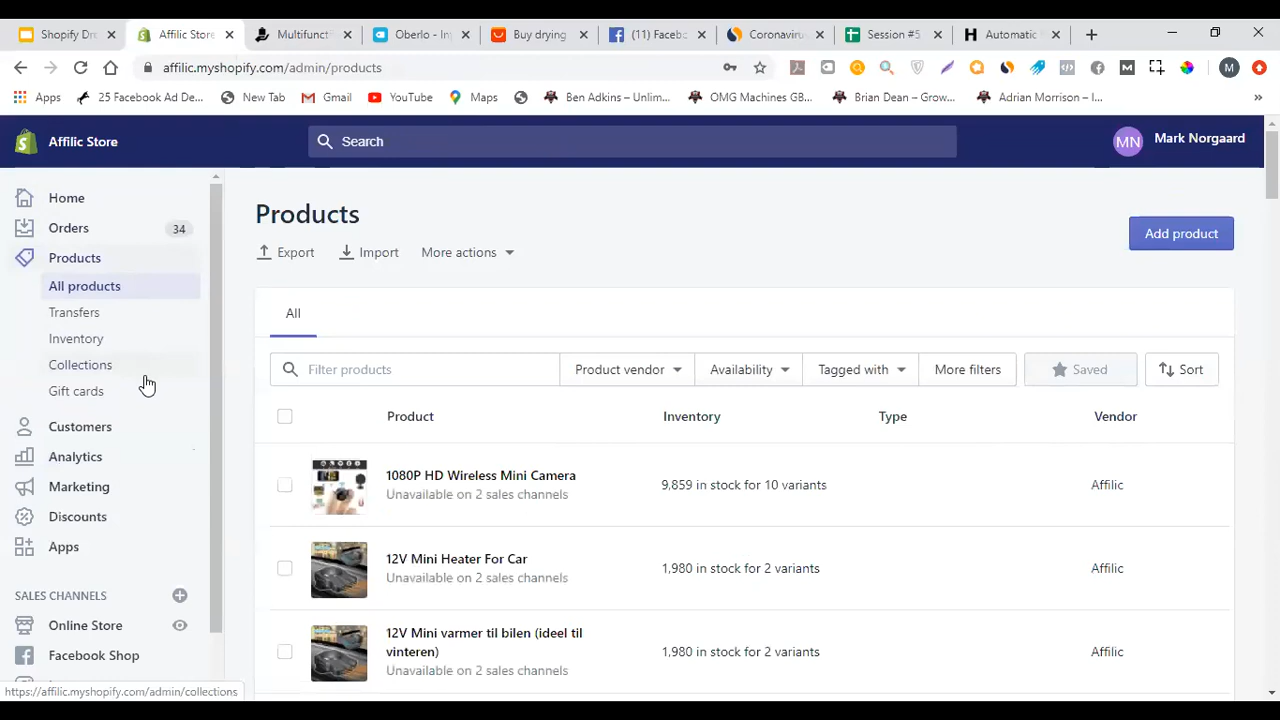 Shopify Dr
Affilic Store
Multifunct
Oberlo - In
Buy drying
(11) Facebo
Coronaviru
Session #5
Automatic
affilic.myshopify.com/admin/products
M
Apps
25 Facebook Ad De...
New Tab
Gmail
YouTube
Maps
Ben Adkins – Unlim...
OMG Machines GB...
Brian Dean – Grow...
Adrian Morrison – I...
»
Affilic Store
Search
MN
Mark Norgaard
Home
Orders
34
Products
All products
Transfers
Inventory
Collections
Gift cards
Customers
Analytics
Marketing
Discounts
Apps
SALES CHANNELS
Online Store
Facebook Shop
https://affilic.myshopify.com/admin/collections
Products
Add product
Export
Import
More actions
All
Filter products
Product vendor
Availability
Tagged with
More filters
Saved
Sort
Product
Inventory
Type
Vendor
1080P HD Wireless Mini Camera
Unavailable on 2 sales channels
9,859 in stock for 10 variants
Affilic
12V Mini Heater For Car
Unavailable on 2 sales channels
1,980 in stock for 2 variants
Affilic
12V Mini varmer til bilen (ideel til
vinteren)
Unavailable on 2 sales channels
1,980 in stock for 2 variants
Affilic